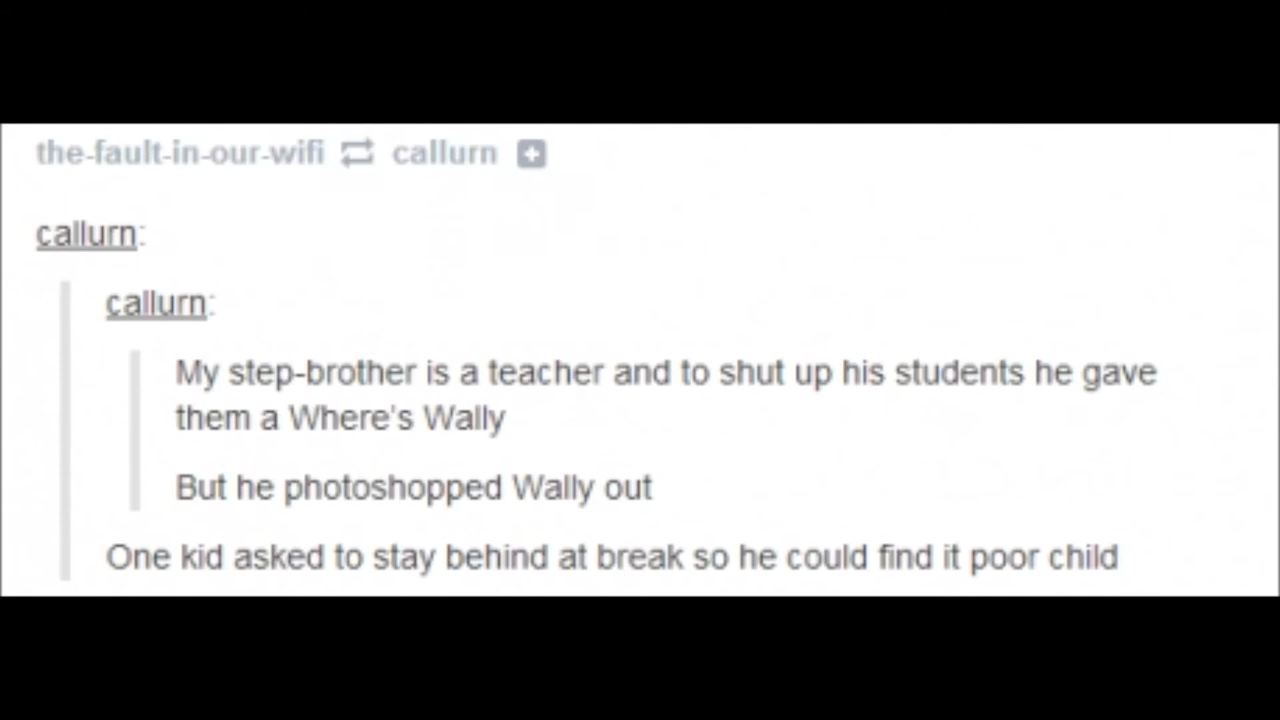 the-fault-in-our-wifi callurn
callurn:
callurn:
My step-brother is a teacher and to shut up his students he gave
them a Where's Wally
But he photoshopped Wally out
One kid asked to stay behind at break so he could find it poor child